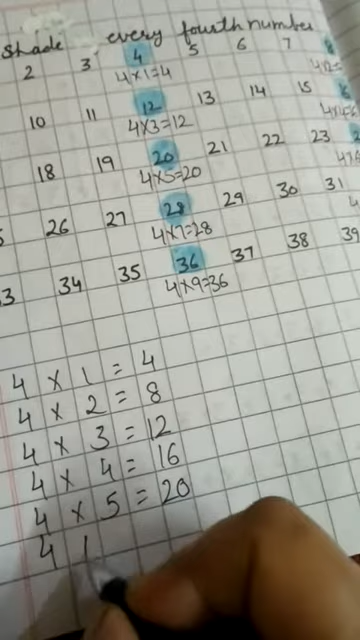 Shade every fourth number
2 3 4 5 6 7 8
4×1=4
10 11 12 13 14 15
4×3=12
18 19 20 21 22 23
4×5=20
26 27 28 29 30 31
4×7=28
34 35 36 37 38 39
4×9=36
4 × 1 = 4
4 × 2 = 8
4 × 3 = 12
4 × 4 = 16
4 × 5 = 20
4